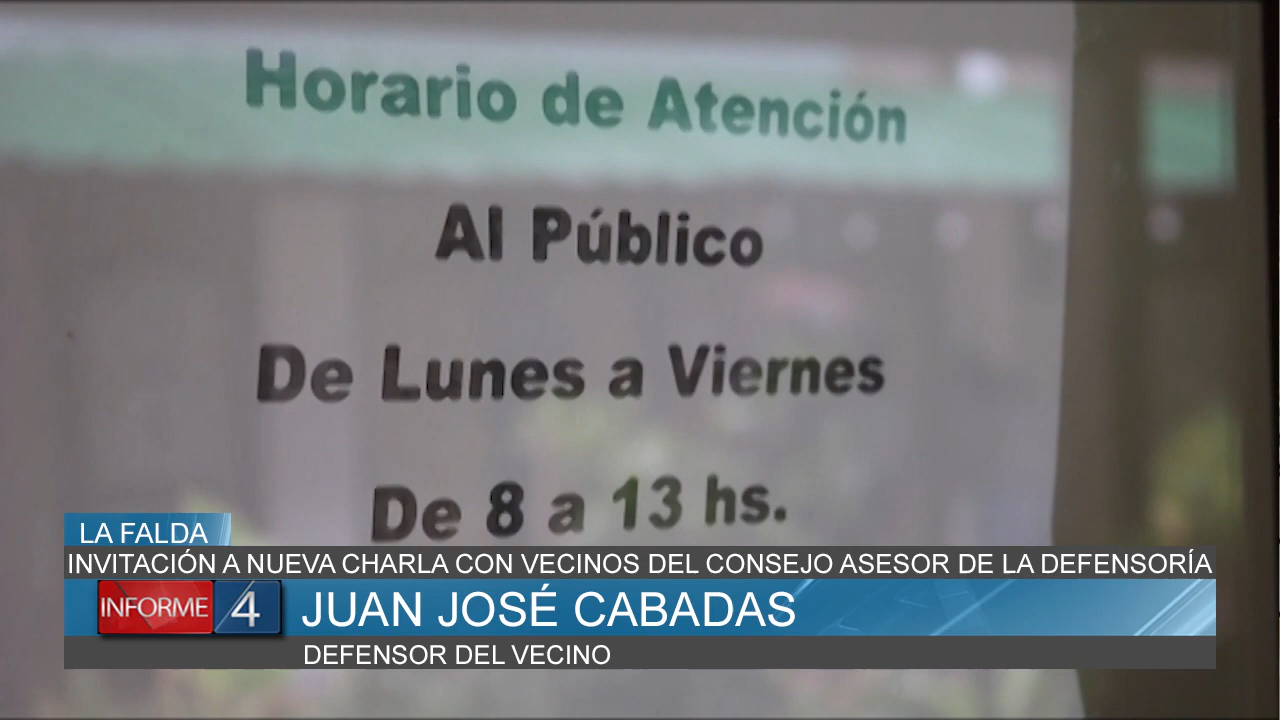 Horario de Atención
Al Público
De Lunes a Viernes
De 8 a 13 hs.
LA FALDA
INVITACIÓN A NUEVA CHARLA CON VECINOS DEL CONSEJO ASESOR DE LA DEFENSORÍA
INFORME 4 JUAN JOSÉ CABADAS
DEFENSOR DEL VECINO